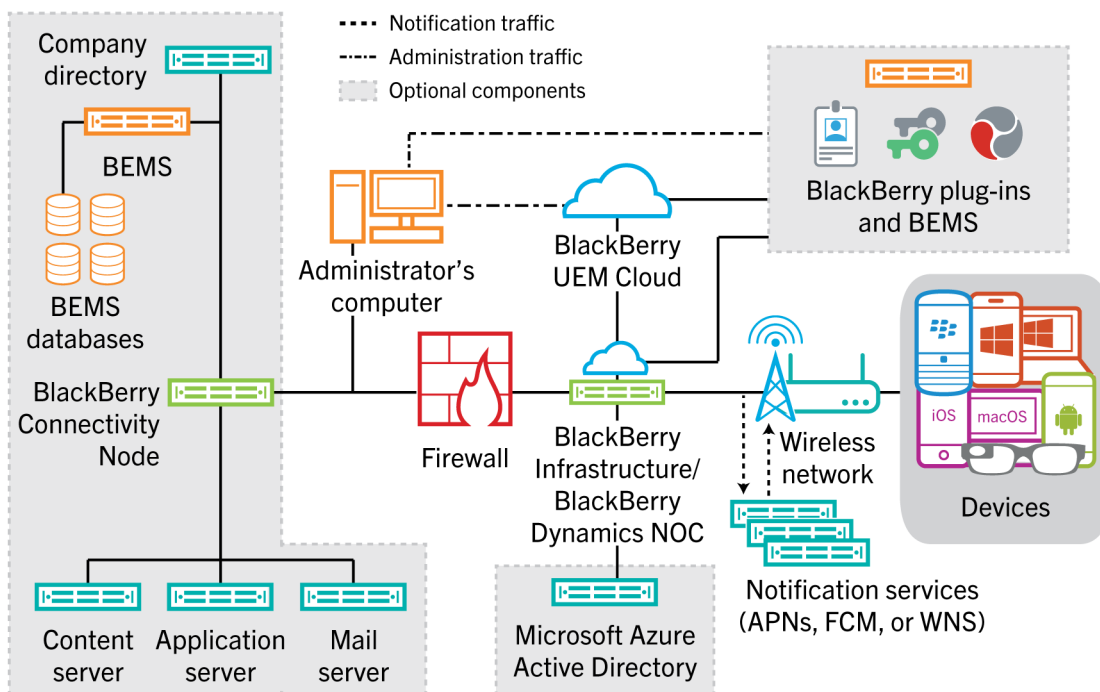 Notification traffic
Administration traffic
Optional components
Company
directory
BEMS
BEMS
databases
BlackBerry
Connectivity
Node
Content
server
Application
server
Mail
server
Administrator's
computer
Firewall
BlackBerry
UEM Cloud
BlackBerry
Infrastructure/
BlackBerry
Dynamics NOC
Microsoft Azure
Active Directory
BlackBerry plug-ins
and BEMS
Wireless
network
Notification services
(APNs, FCM, or WNS)
iOS
macOS
Devices